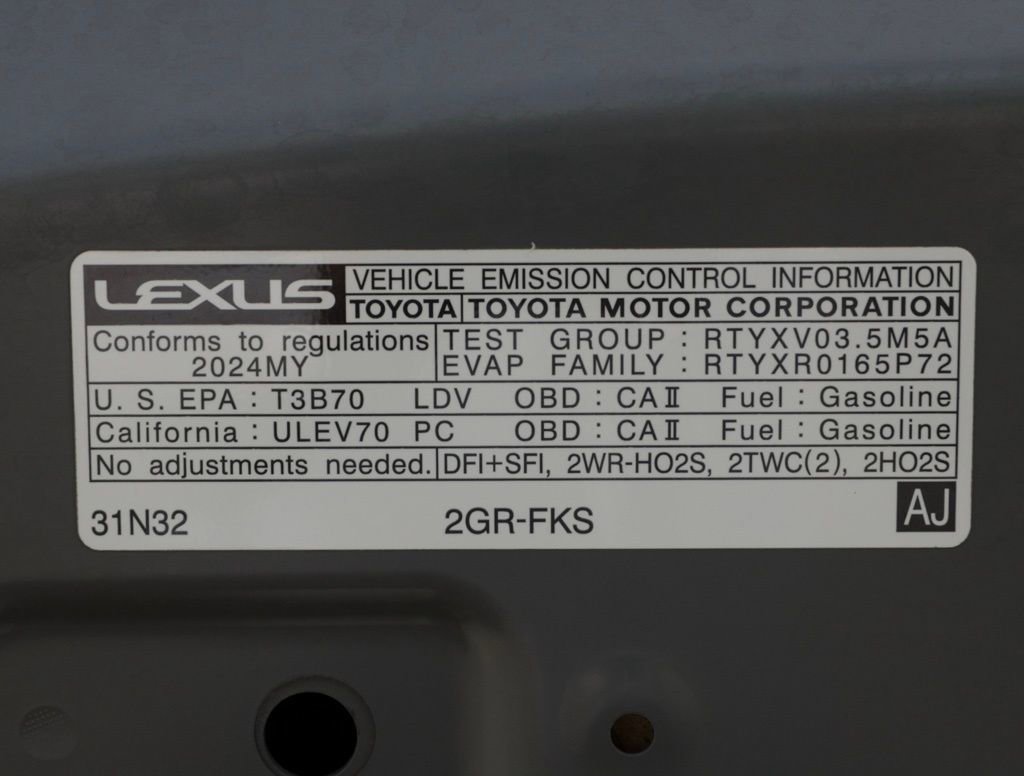 LEXUS VEHICLE EMISSION CONTROL INFORMATION
TOYOTA TOYOTA MOTOR CORPORATION
Conforms to regulations TEST GROUP : RTYXV03.5M5A
2024MY EVAP FAMILY : RTYXR0165P72
U. S. EPA : T3B70 LDV OBD : CAⅡ Fuel : Gasoline
California : ULEV70 PC OBD : CAⅡ Fuel : Gasoline
No adjustments needed. DFI+SFI, 2WR-HO2S, 2TWC(2), 2HO2S
31N32 2GR-FKS AJ